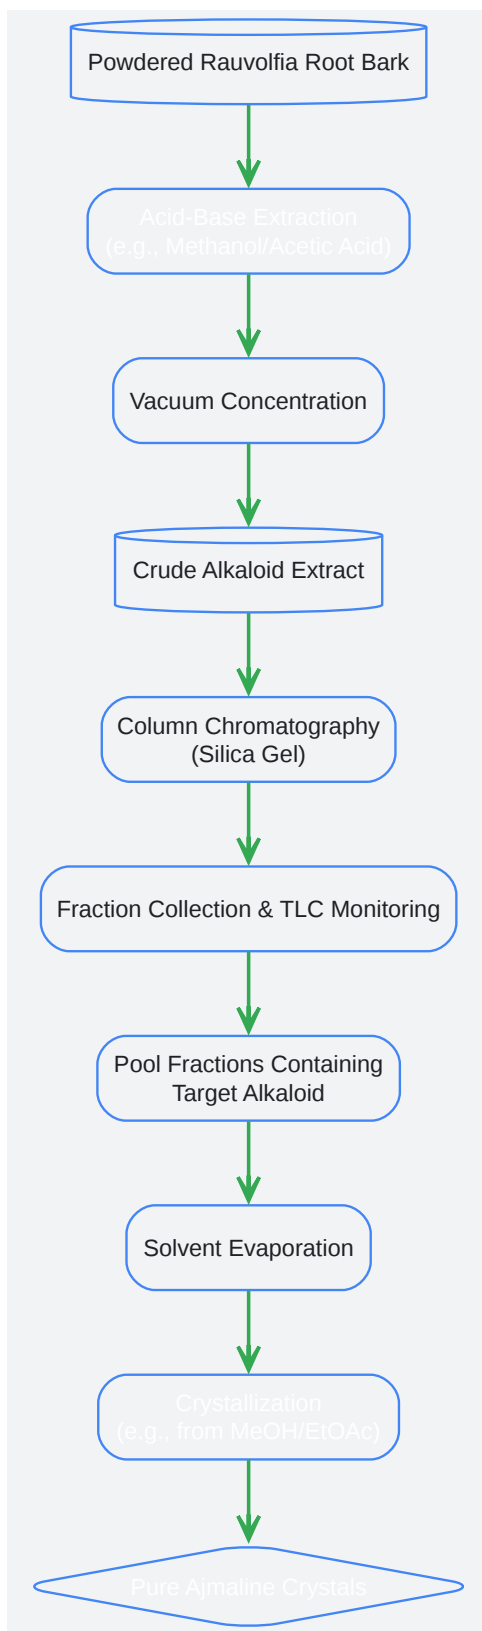 Powdered Rauvolfia Root Bark
Acid-Base Extraction
(e.g., Methanol/Acetic Acid)
Vacuum Concentration
Crude Alkaloid Extract
Column Chromatography
(Silica Gel)
Fraction Collection & TLC Monitoring
Pool Fractions Containing
Target Alkaloid
Solvent Evaporation
Crystallization
(e.g., from MeOH/EtOAc)
Pure Ajmaline Crystals